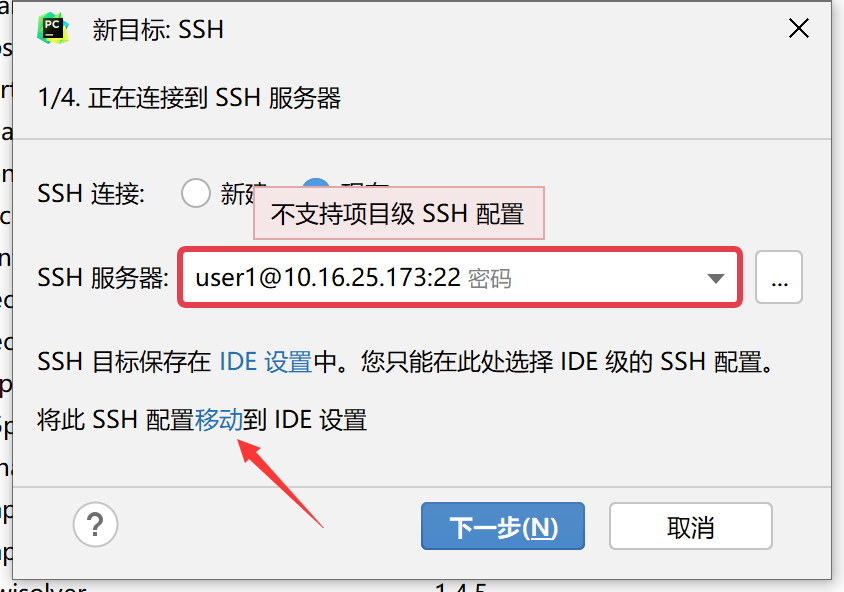 PC
新目标: SSH
1/4. 正在连接到 SSH 服务器
SSH 连接: 新建
不支持项目级 SSH 配置
SSH 服务器: user1@10.16.25.173:22 密码 ...
SSH 目标保存在 IDE 设置中。您只能在此处选择 IDE 级的 SSH 配置。
将此 SSH 配置移动到 IDE 设置
? 下一步(N) 取消
1.4.5